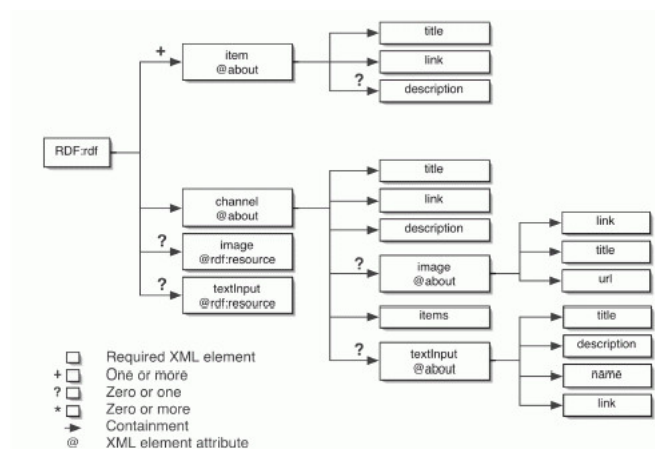 +
item
@about
title
link
?
description
RDF:rdf
channel
@about
title
link
description
?
image
@rdf:resource
?
textInput
@rdf:resource
?
image
@about
link
title
url
items
?
textInput
@about
title
description
name
link
Required XML element
+ One or more
? Zero or one
* Zero or more
Containment
@ XML element attribute